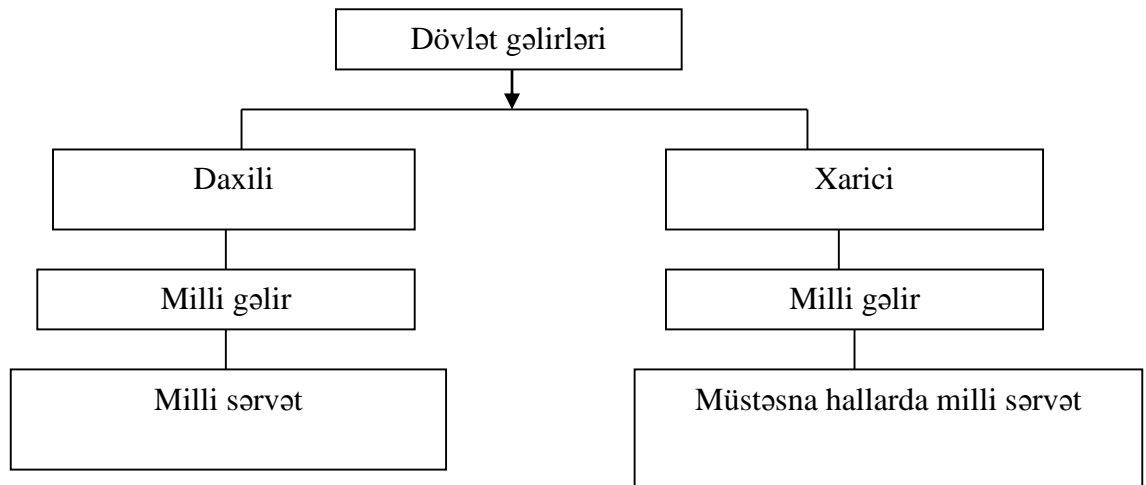 Dövlət gəlirləri
Daxili
Xarici
Milli gəlir
Milli gəlir
Milli sərvət
Müstəsna hallarda milli sərvət